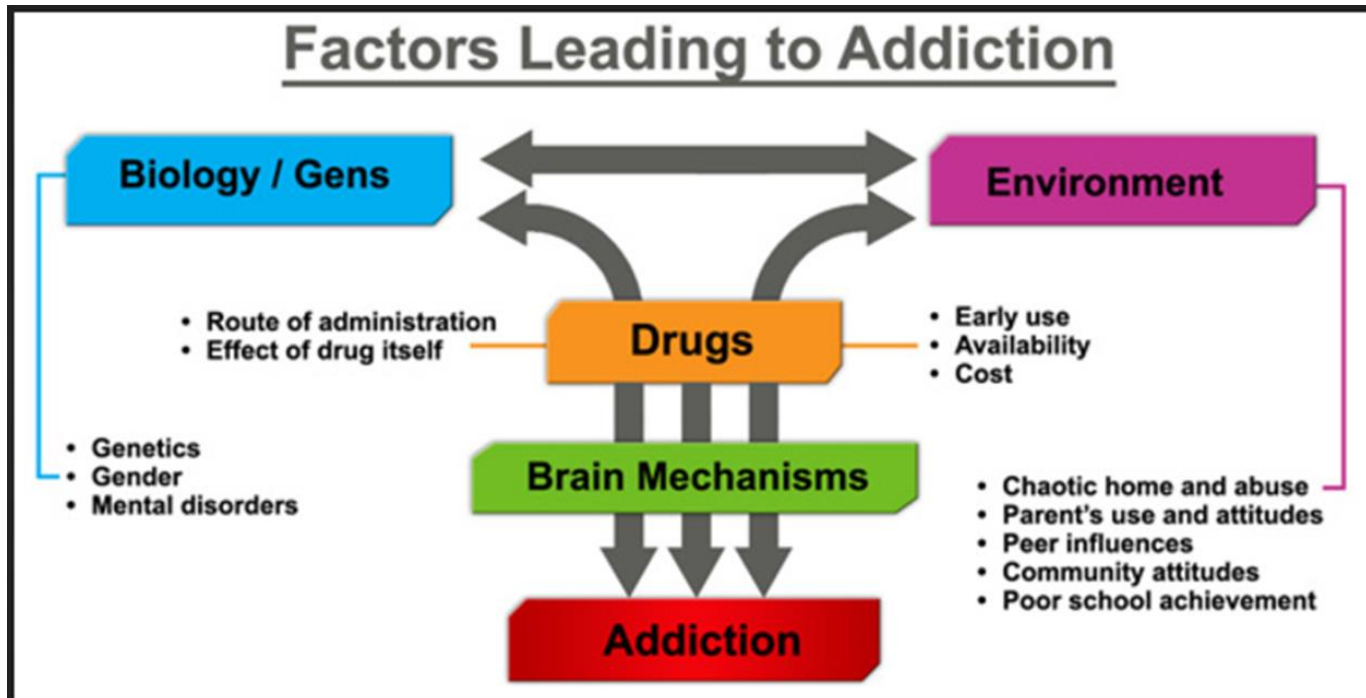 Factors Leading to Addiction
Biology / Gens
Environment
• Route of administration
• Effect of drug itself
Drugs
• Early use
• Availability
• Cost
• Genetics
• Gender
• Mental disorders
Brain Mechanisms
• Chaotic home and abuse
• Parent’s use and attitudes
• Peer influences
• Community attitudes
• Poor school achievement
Addiction